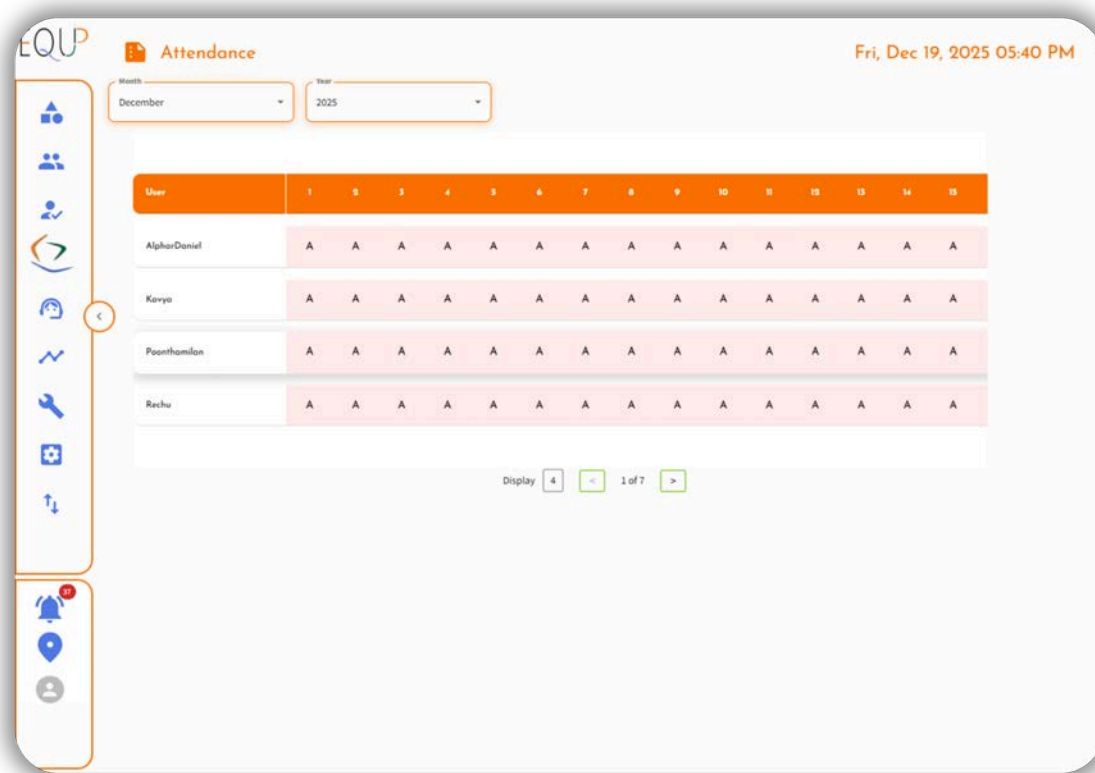 EQUP
Attendance
Fri, Dec 19, 2025 05:40 PM
Month
December
Year
2025
User 1 2 3 4 5 6 7 8 9 10 11 12 13 14 15
AlpharDaniel A A A A A A A A A A A A A A A
Kavya A A A A A A A A A A A A A A A
Poonthamilan A A A A A A A A A A A A A A A
Rechu A A A A A A A A A A A A A A A
Display 4 < 1 of 7 >
37